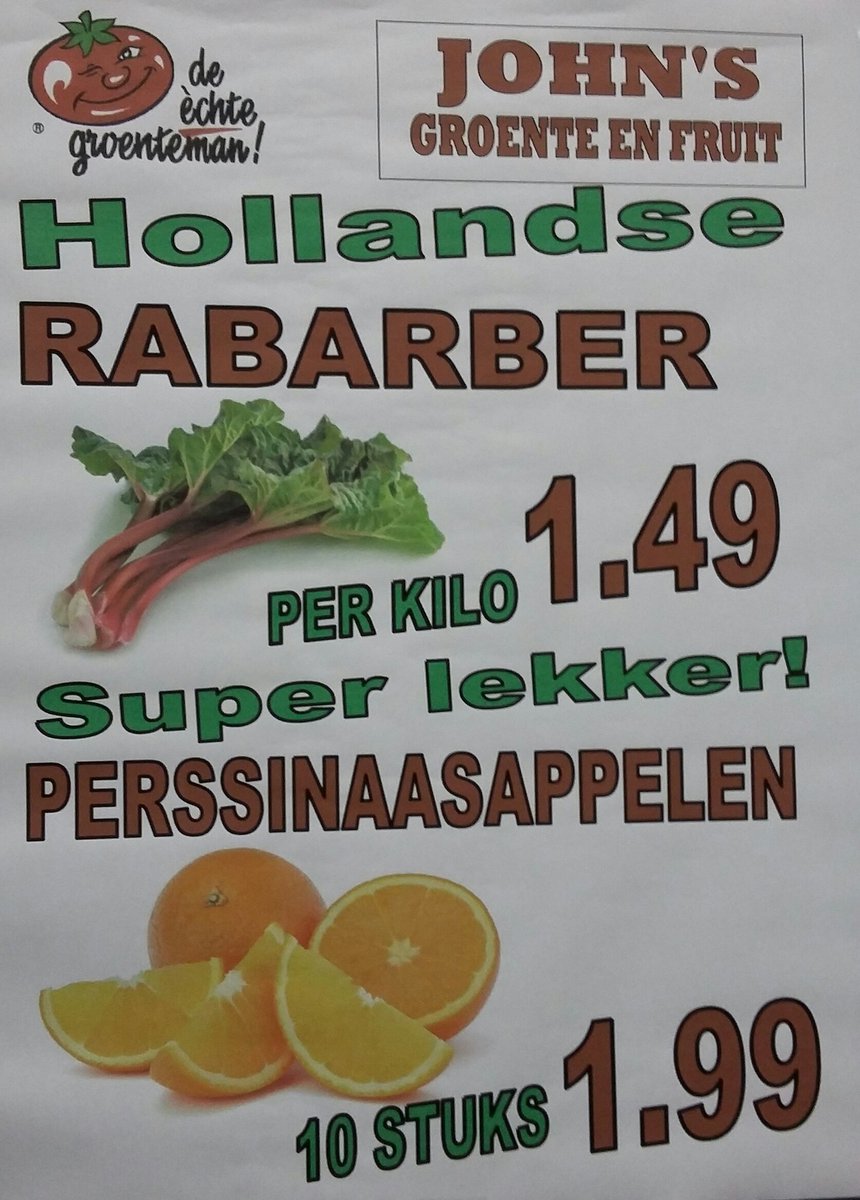 de
èchte
groenteman!
®
JOHN'S
GROENTE EN FRUIT
Hollandse
RABARBER
PER KILO 1.49
Super lekker!
PERSSINAASAPPELEN
10 STUKS 1.99